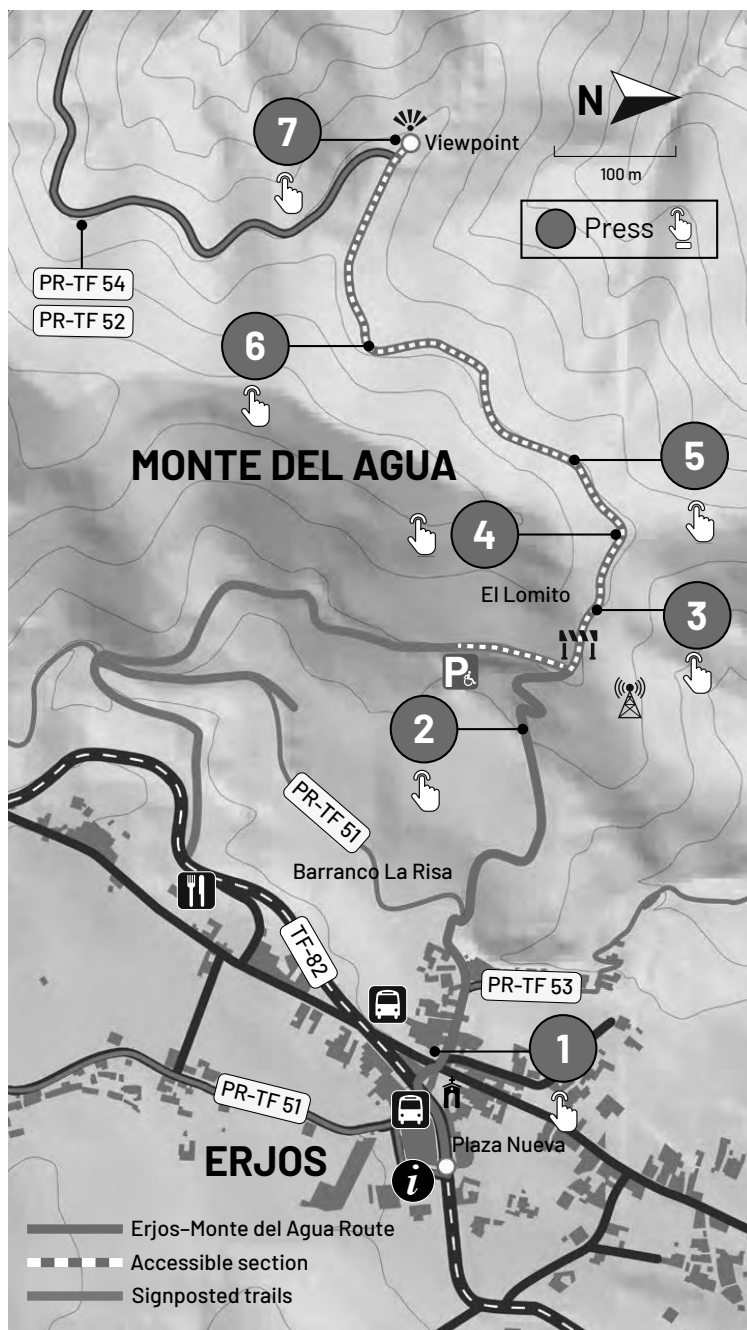 7
Viewpoint
N
100 m
Press
PR-TF 54
PR-TF 52
6
MONTE DEL AGUA
5
4
El Lomito
3
P
2
PR-TF 51
Barranco La Risa
TF-82
PR-TF 53
1
PR-TF 51
Plaza Nueva
ERJOS
i
Erjos–Monte del Agua Route
Accessible section
Signposted trails